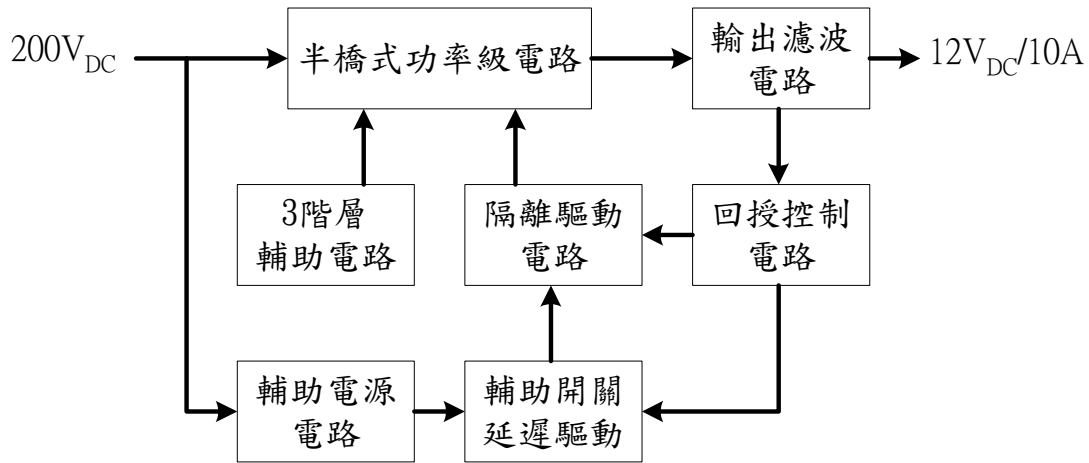 200V_DC
半橋式功率級電路
輸出濾波
電路
12V_DC/10A
3階層
輔助電路
隔離驅動
電路
回授控制
電路
輔助電源
電路
輔助開關
延遲驅動